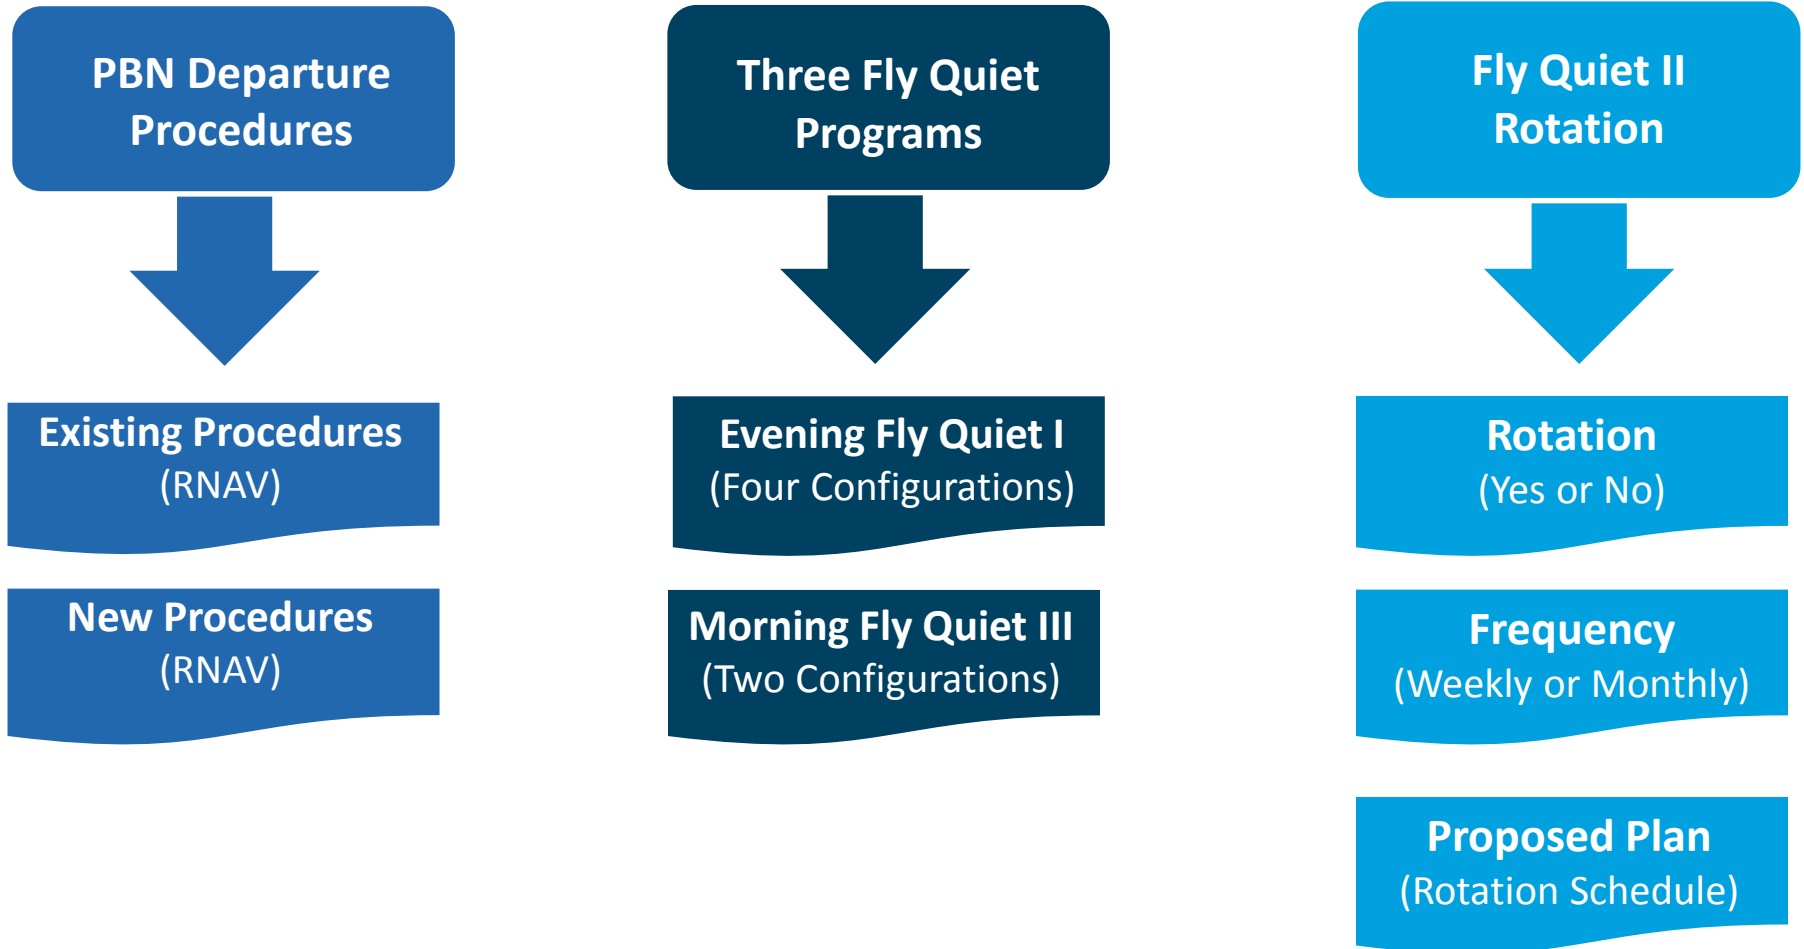 PBN Departure
Procedures
Existing Procedures
(RNAV)
New Procedures
(RNAV)
Three Fly Quiet
Programs
Evening Fly Quiet I
(Four Configurations)
Morning Fly Quiet III
(Two Configurations)
Fly Quiet II
Rotation
Rotation
(Yes or No)
Frequency
(Weekly or Monthly)
Proposed Plan
(Rotation Schedule)